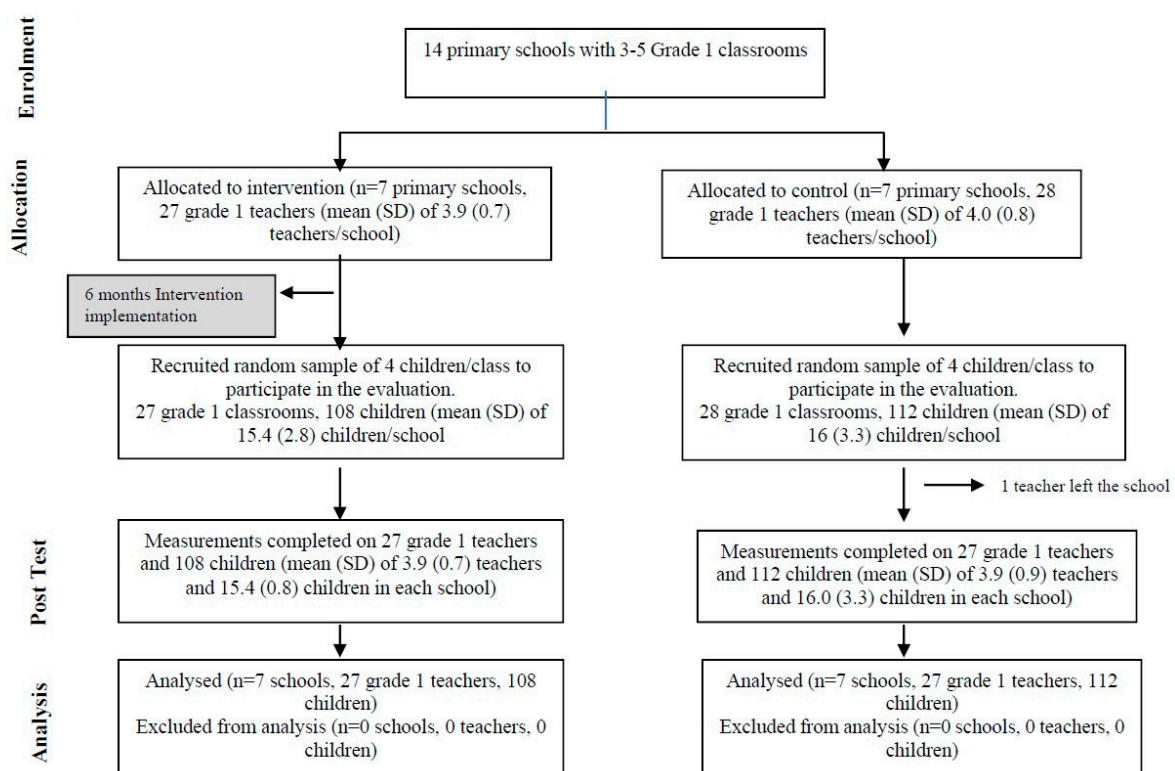 Enrolment
14 primary schools with 3-5 Grade 1 classrooms
Allocation
Allocated to intervention (n=7 primary schools,
27 grade 1 teachers (mean (SD) of 3.9 (0.7)
teachers/school)
Allocated to control (n=7 primary schools, 28
grade 1 teachers (mean (SD) of 4.0 (0.8)
teachers/school)
6 months Intervention
implementation
Recruited random sample of 4 children/class to
participate in the evaluation.
27 grade 1 classrooms, 108 children (mean (SD) of
15.4 (2.8) children/school
Recruited random sample of 4 children/class to
participate in the evaluation.
28 grade 1 classrooms, 112 children (mean (SD) of
16 (3.3) children/school
1 teacher left the school
Post Test
Measurements completed on 27 grade 1 teachers
and 108 children (mean (SD) of 3.9 (0.7) teachers
and 15.4 (0.8) children in each school)
Measurements completed on 27 grade 1 teachers
and 112 children (mean (SD) of 3.9 (0.9) teachers
and 16.0 (3.3) children in each school)
Analysis
Analysed (n=7 schools, 27 grade 1 teachers, 108
children)
Excluded from analysis (n=0 schools, 0 teachers, 0
children)
Analysed (n=7 schools, 27 grade 1 teachers, 112
children)
Excluded from analysis (n=0 schools, 0 teachers, 0
children)